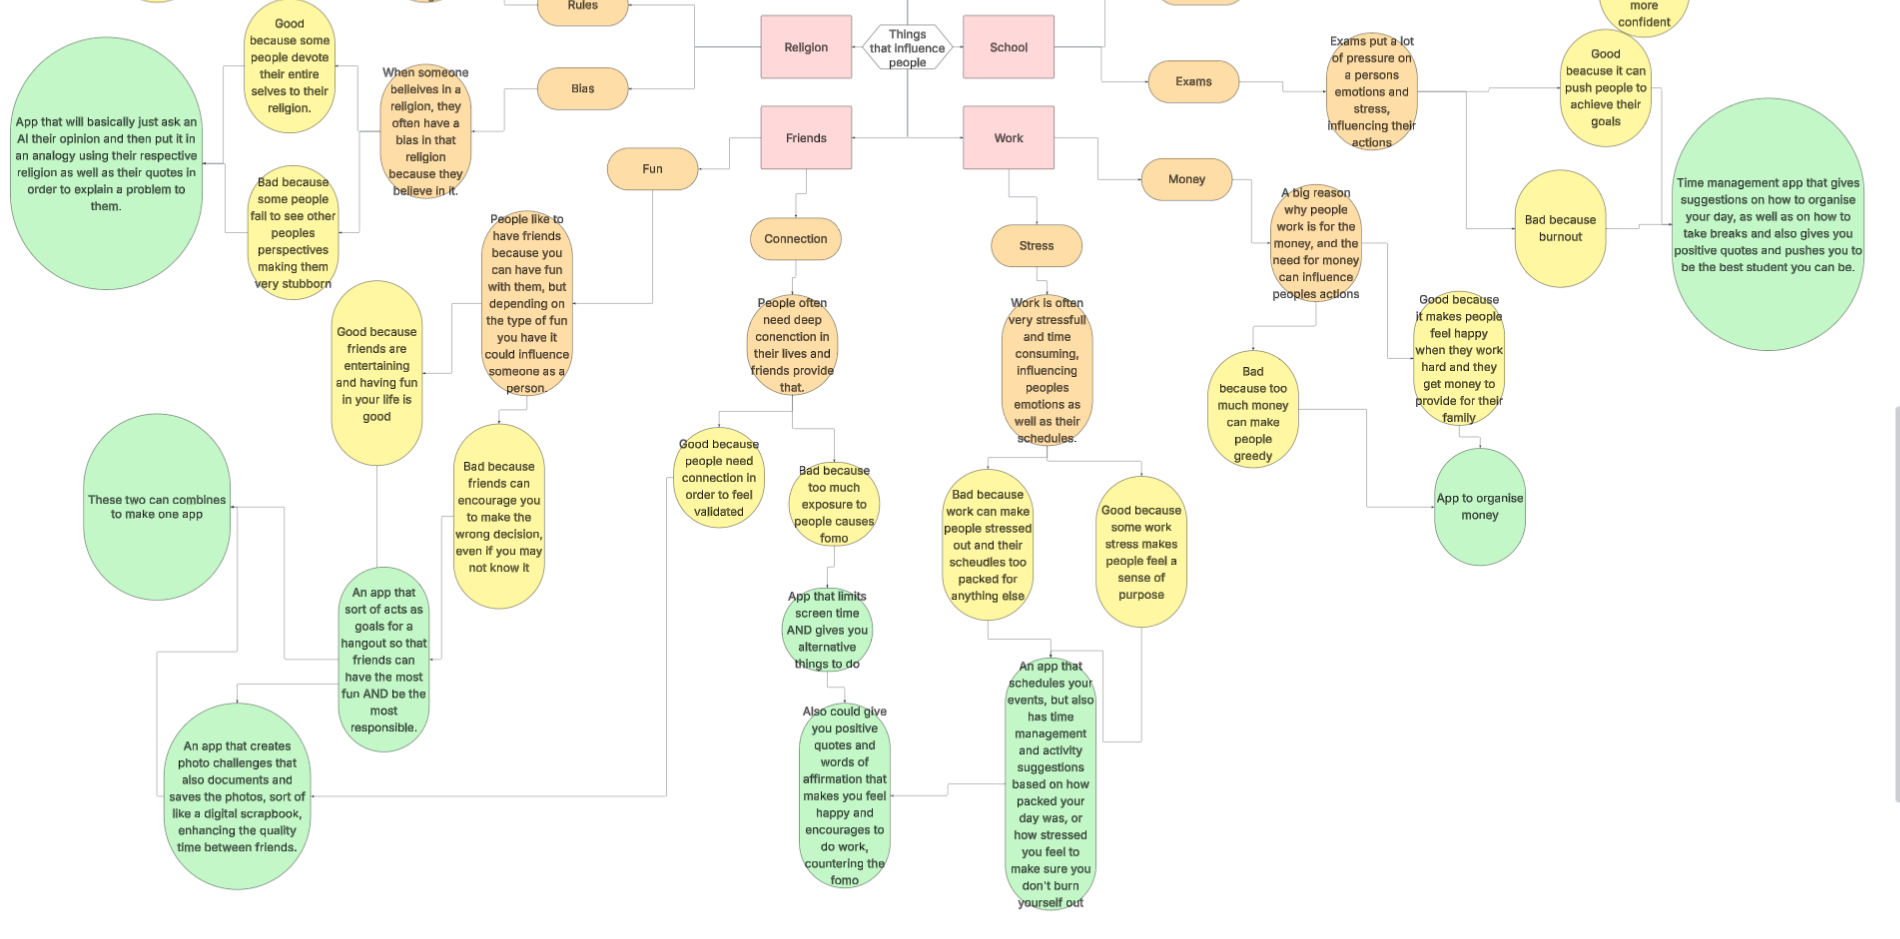 Rules
Good
because some
people devote
their entire
selves to their
religion.
Religion
Things
that influence
people
School
more
confident
Exams put a lot
of pressure on
a persons
emotions and
stress,
influencing their
actions
Good
beacuse it can
push people to
achieve their
goals
When someone
belieives in a
religion, they
often have a
bias in that
religion
because they
believe in it.
Bias
Exams
App that will basically just ask an
AI their opinion and then put it in
an analogy using their respective
religion as well as their quotes in
order to explain a problem to
them.
Friends
Work
Fun
Money
Bad because
some people
fail to see other
peoples
perspectives
making them
very stubborn
A big reason
why people
work is for the
money, and the
need for money
can influence
peoples actions
Bad because
burnout
Time management app that gives
suggestions on how to organise
your day, as well as on how to
take breaks and also gives you
positive quotes and pushes you to
be the best student you can be.
People like to
have friends
because you
can have fun
with them, but
depending on
the type of fun
you have it
could influence
someone as a
person.
Connection
Stress
Good because
friends are
entertaining
and having fun
in your life is
good
People often
need deep
conenction in
their lives and
friends provide
that.
Work is often
very stressfull
and time
consuming,
influencing
peoples
emotions as
well as their
schedules.
Bad
because too
much money
can make
people
greedy
Good because
it makes people
feel happy
when they work
hard and they
get money to
provide for their
family
These two can combines
to make one app
Bad because
friends can
encourage you
to make the
wrong decision,
even if you may
not know it
Good because
people need
connection in
order to feel
validated
Bad because
too much
exposure to
people causes
fomo
Bad because
work can make
people stressed
out and their
scheudles too
packed for
anything else
Good because
some work
stress makes
people feel a
sense of
purpose
App to organise
money
An app that
sort of acts as
goals for a
hangout so that
friends can
have the most
fun AND be the
most
responsible.
App that limits
screen time
AND gives you
alternative
things to do
An app that
schedules your
events, but also
has time
management
and activity
suggestions
based on how
packed your
day was, or
how stressed
you feel to
make sure you
don't burn
yourself out
An app that creates
photo challenges that
also documents and
saves the photos, sort of
like a digital scrapbook,
enhancing the quality
time between friends.
Also could give
you positive
quotes and
words of
affirmation that
makes you feel
happy and
encourages to
do work,
countering the
fomo